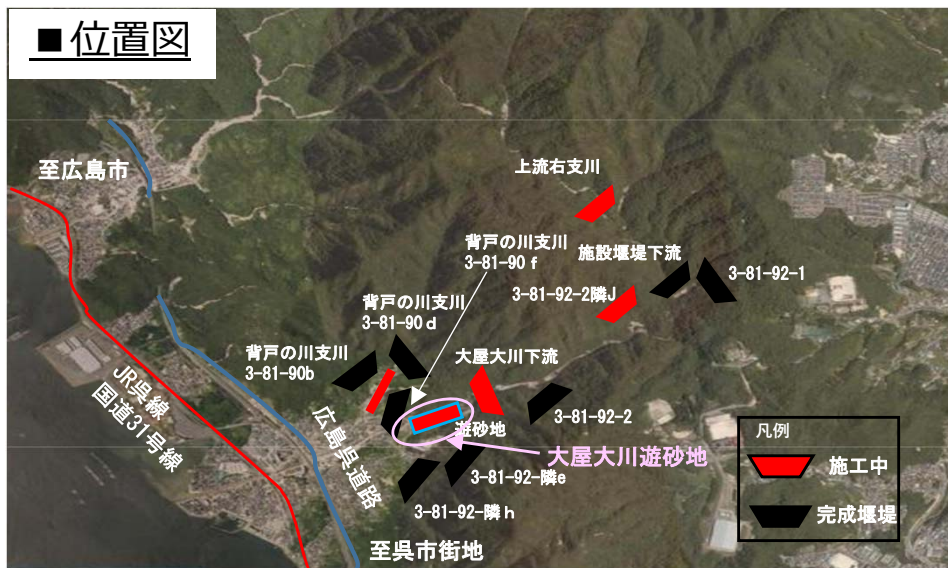 ■位置図
至広島市
上流右支川
背戸の川支川
3-81-90ｆ
施設堰堤下流
3-81-92-1
3-81-92-2隣J
背戸の川支川
3-81-90ｄ
背戸の川支川
3-81-90b
大屋大川下流
3-81-92-2
JR呉線
国道31号線
広島呉道路
遊砂地
大屋大川遊砂地
3-81-92-隣e
3-81-92-隣ｈ
至呉市街地
凡例
施工中
完成堰堤